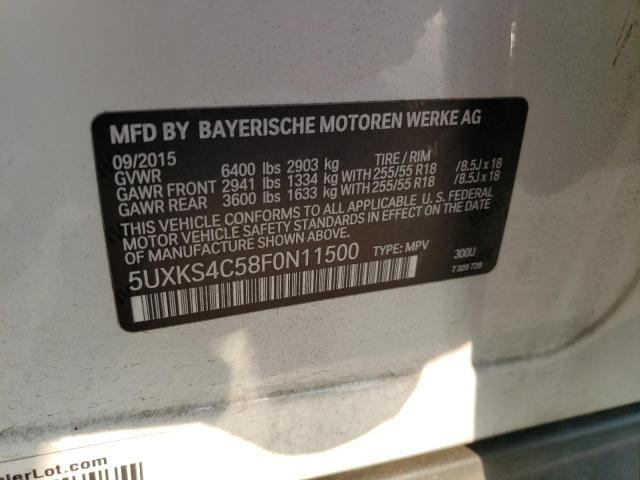 MFD BY BAYERISCHE MOTOREN WERKE AG
09/2015 TIRE / RIM
GVWR 6400 lbs 2903 kg
GAWR FRONT 2941 lbs 1334 kg WITH 255/55 R18 /8.5J x 18
GAWR REAR 3600 lbs 1633 kg WITH 255/55 R18 /8.5J x 18
THIS VEHICLE CONFORMS TO ALL APPLICABLE U.S. FEDERAL
MOTOR VEHICLE SAFETY STANDARDS IN EFFECT ON THE DATE
OF MANUFACTURE SHOWN ABOVE.
5UXKS4C58F0N11500 TYPE: MPV 300U
7 320 729
lerLot.com